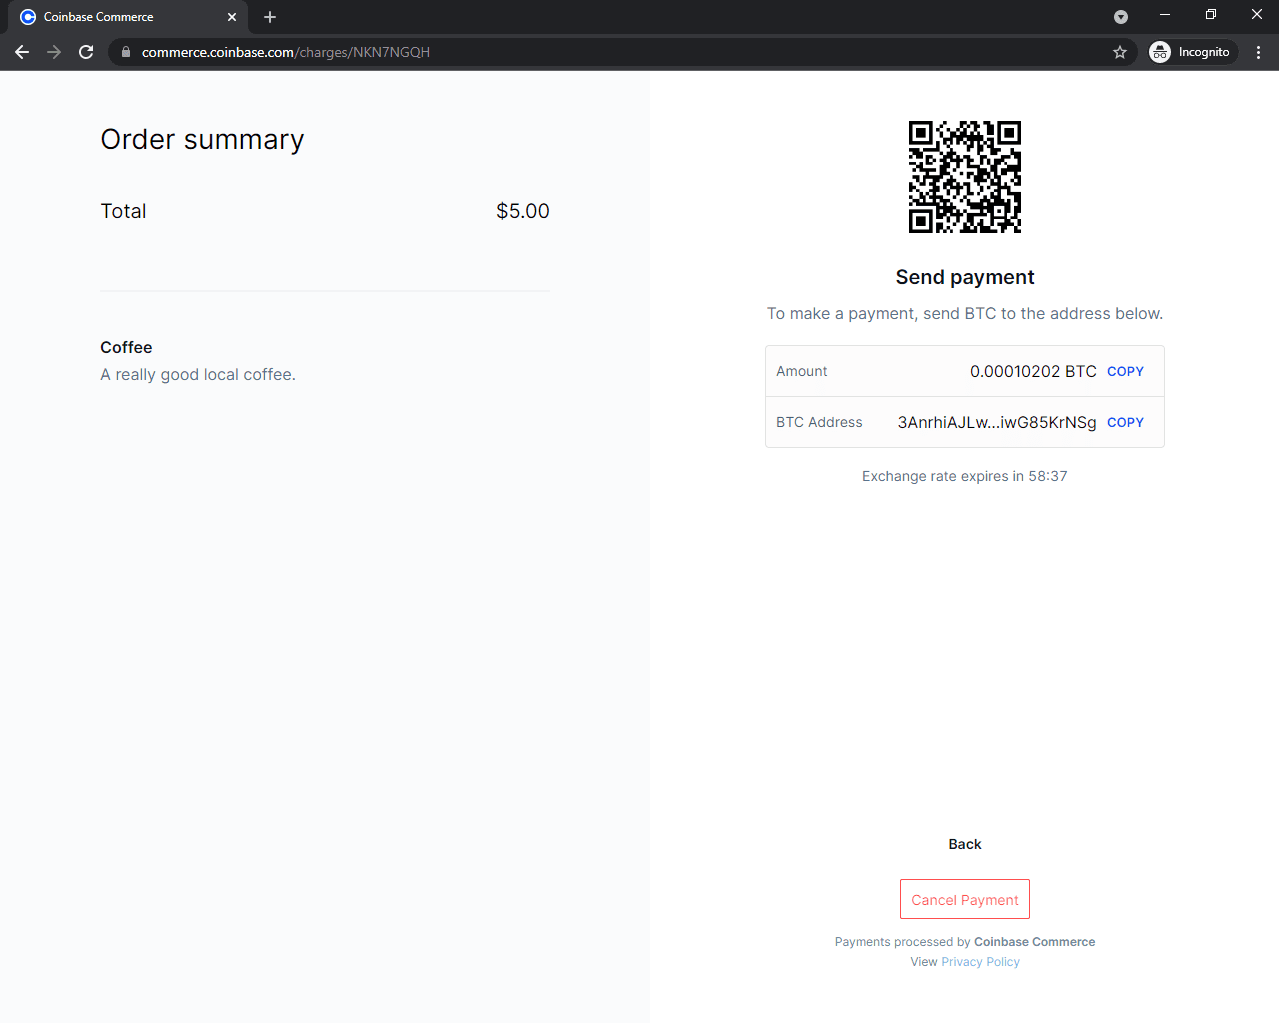 Coinbase Commerce
commerce.coinbase.com/charges/NKN7NGQH
Incognito
Order summary
Total $5.00
Coffee
A really good local coffee.
Send payment
To make a payment, send BTC to the address below.
Amount 0.00010202 BTC COPY
BTC Address 3AnrhiAJLw...iwG85KrNSg COPY
Exchange rate expires in 58:37
Back
Cancel Payment
Payments processed by Coinbase Commerce
View Privacy Policy